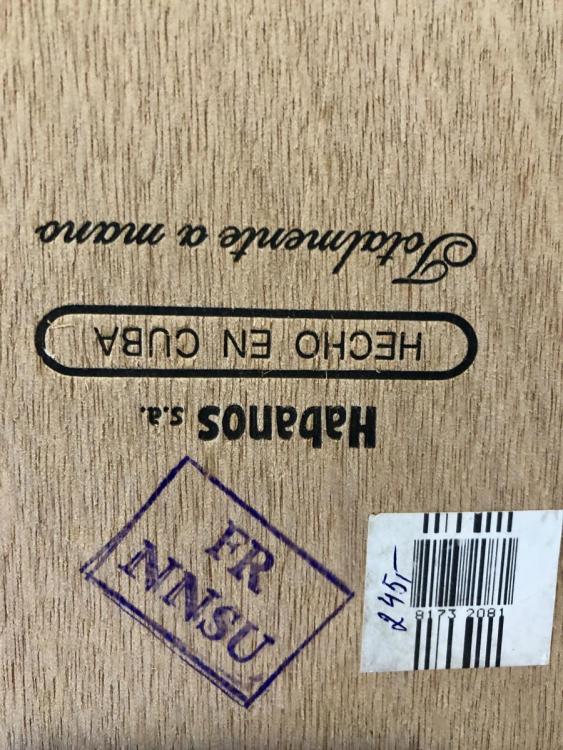 Habanos s.a.
HECHO EN CUBA
Totalmente a mano
FR
NNSU
245,-
8173 2081